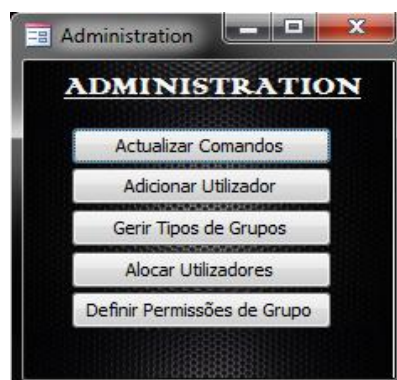 Administration
ADMINISTRATION
Actualizar Comandos
Adicionar Utilizador
Gerir Tipos de Grupos
Alocar Utilizadores
Definir Permissões de Grupo